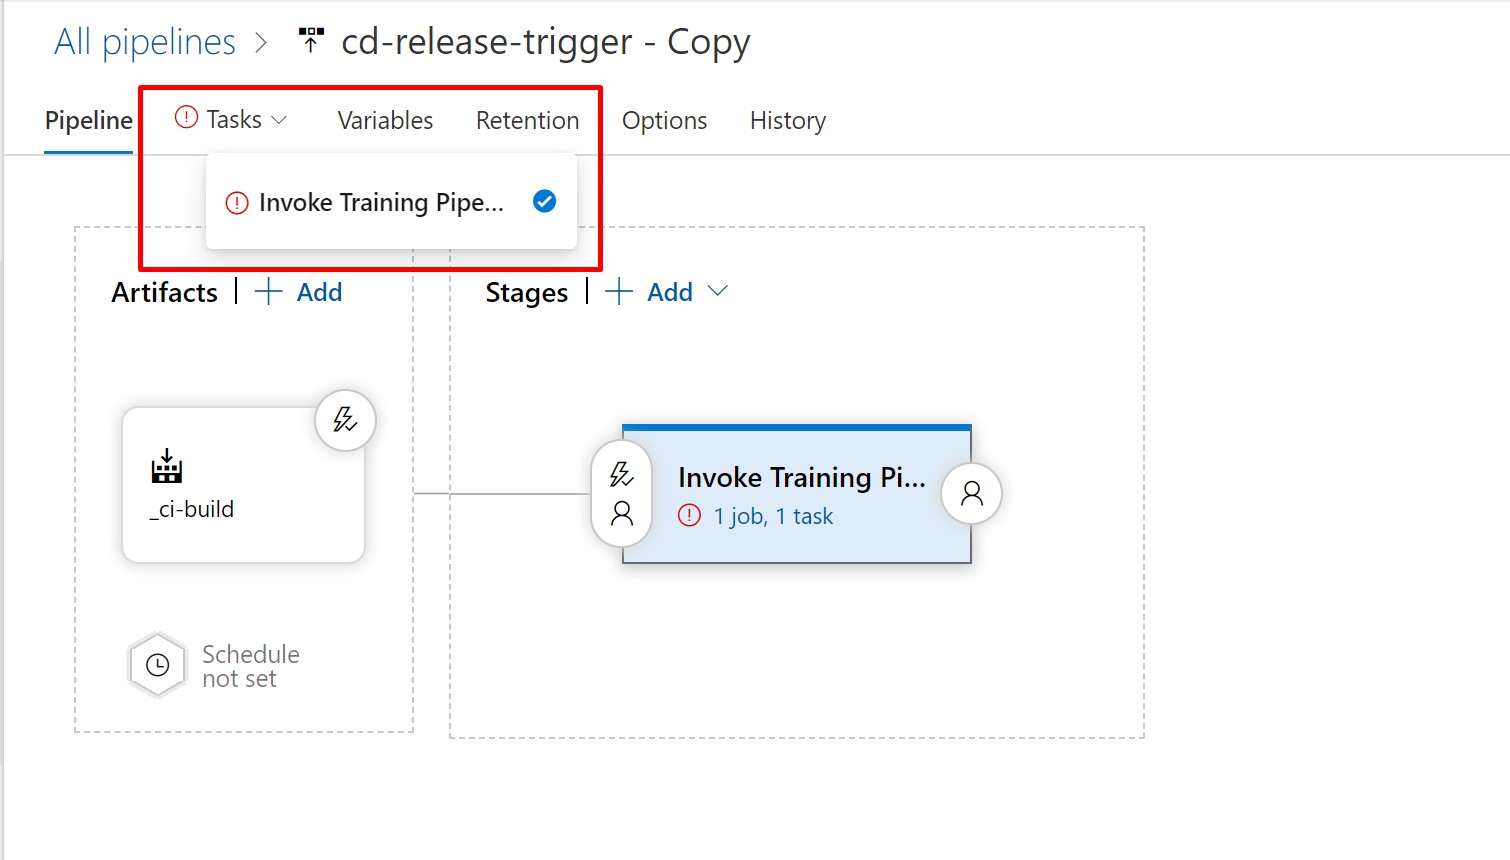 All pipelines > cd-release-trigger - Copy
Pipeline Tasks Variables Retention Options History
Invoke Training Pipe...
Artifacts | + Add
Stages | + Add
_ci-build
Invoke Training Pi...
1 job, 1 task
Schedule
not set